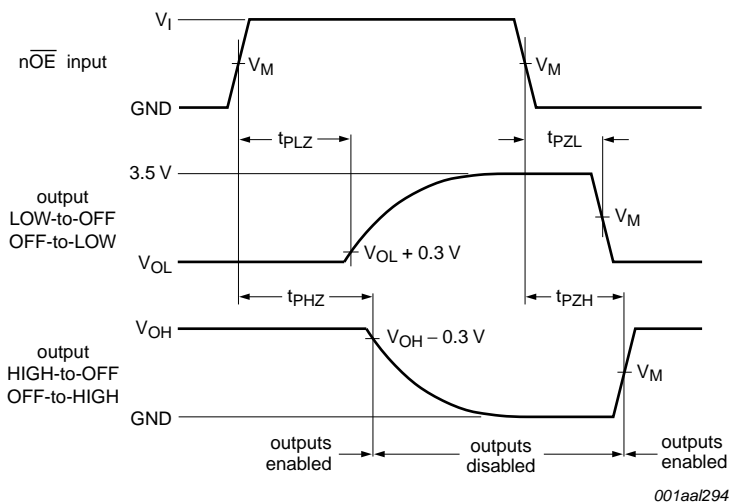 V_I
nO̅E̅ input
V_M
V_M
GND
t_PLZ
t_PZL
3.5 V
output
LOW-to-OFF
OFF-to-LOW
V_M
V_OL + 0.3 V
V_OL
t_PHZ
t_PZH
V_OH
V_OH – 0.3 V
output
HIGH-to-OFF
OFF-to-HIGH
V_M
GND
outputs
enabled
outputs
disabled
outputs
enabled
001aal294